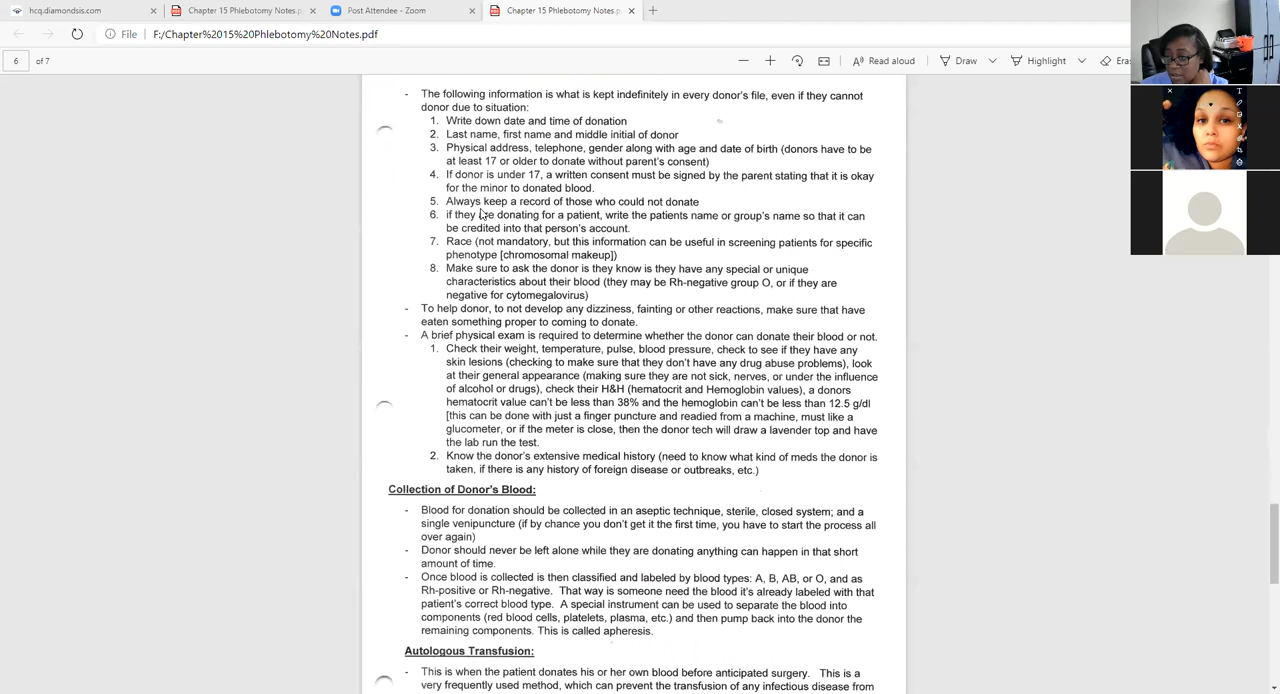 hcq.diamondsis.com
Chapter 15 Phlebotomy Notes.p
Post Attendee - Zoom
Chapter 15 Phlebotomy Notes.p
File
F:/Chapter%2015%20Phlebotomy%20Notes.pdf
6 of 7
Read aloud
Draw
Highlight
- The following information is what is kept indefinitely in every donor's file, even if they cannot
donor due to situation:
1. Write down date and time of donation
2. Last name, first name and middle initial of donor
3. Physical address, telephone, gender along with age and date of birth (donors have to be
at least 17 or older to donate without parent's consent)
4. If donor is under 17, a written consent must be signed by the parent stating that it is okay
for the minor to donated blood.
5. Always keep a record of those who could not donate
6. if they are donating for a patient, write the patients name or group's name so that it can
be credited into that person's account.
7. Race (not mandatory, but this information can be useful in screening patients for specific
phenotype [chromosomal makeup])
8. Make sure to ask the donor is they know is they have any special or unique
characteristics about their blood (they may be Rh-negative group O, or if they are
negative for cytomegalovirus)
- To help donor, to not develop any dizziness, fainting or other reactions, make sure that have
eaten something proper to coming to donate.
- A brief physical exam is required to determine whether the donor can donate their blood or not.
1. Check their weight, temperature, pulse, blood pressure, check to see if they have any
skin lesions (checking to make sure that they don't have any drug abuse problems), look
at their general appearance (making sure they are not sick, nerves, or under the influence
of alcohol or drugs), check their H&H (hematocrit and Hemoglobin values), a donors
hematocrit value can't be less than 38% and the hemoglobin can't be less than 12.5 g/dl
[this can be done with just a finger puncture and readied from a machine, must like a
glucometer, or if the meter is close, then the donor tech will draw a lavender top and have
the lab run the test.
2. Know the donor's extensive medical history (need to know what kind of meds the donor is
taken, if there is any history of foreign disease or outbreaks, etc.)
Collection of Donor's Blood:
- Blood for donation should be collected in an aseptic technique, sterile, closed system; and a
single venipuncture (if by chance you don't get it the first time, you have to start the process all
over again)
- Donor should never be left alone while they are donating anything can happen in that short
amount of time.
- Once blood is collected is then classified and labeled by blood types: A, B, AB, or O, and as
Rh-positive or Rh-negative. That way is someone need the blood it's already labeled with that
patient's correct blood type. A special instrument can be used to separate the blood into
components (red blood cells, platelets, plasma, etc.) and then pump back into the donor the
remaining components. This is called apheresis.
Autologous Transfusion:
- This is when the patient donates his or her own blood before anticipated surgery. This is a
very frequently used method, which can prevent the transfusion of any infectious disease from